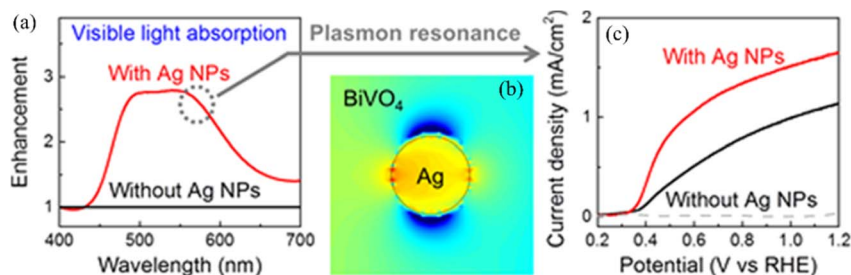 (a)
Visible light absorption
Plasmon resonance
(c)
With Ag NPs
Without Ag NPs
Enhancement
3
2
1
400
500
600
700
Wavelength (nm)
(b)
BiVO₄
Ag
With Ag NPs
Without Ag NPs
Current density (mA/cm²)
2
1
0
0.2
0.4
0.6
0.8
1.0
1.2
Potential (V vs RHE)